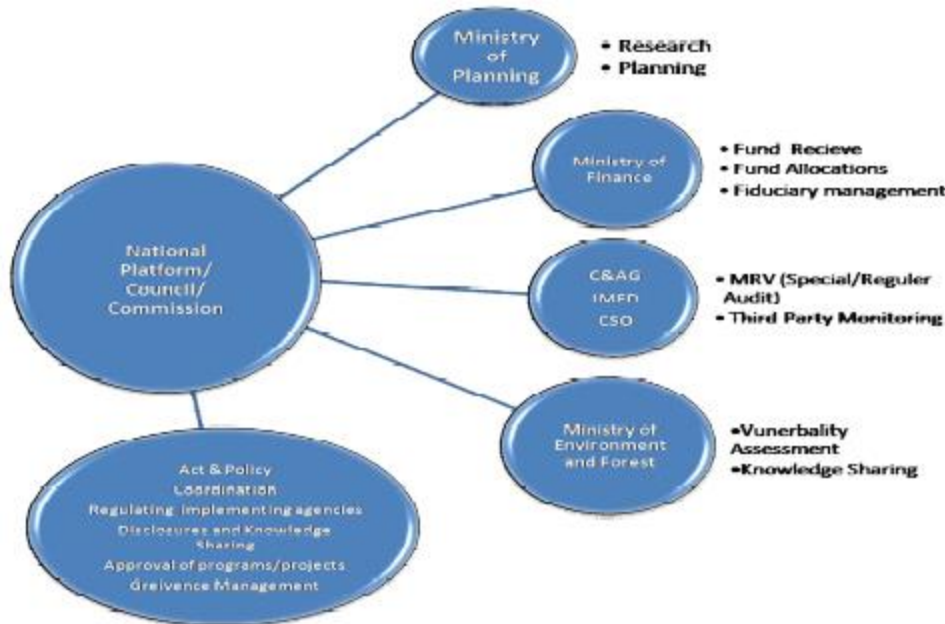 Ministry
of
Planning
• Research
• Planning
Ministry of
Finance
• Fund Recieve
• Fund Allocations
• Fiduciary management
National
Platform/
Council/
Commission
C&AG
IMED
CSO
• MRV (Special/Reguler
Audit)
• Third Party Monitoring
Ministry of
Environment
and Forest
•Vunerbality
Assessment
•Knowledge Sharing
Act & Policy
Coordination
Regulating implementing agencies
Disclosures and Knowledge
Sharing
Approval of programs/projects
Greivence Management